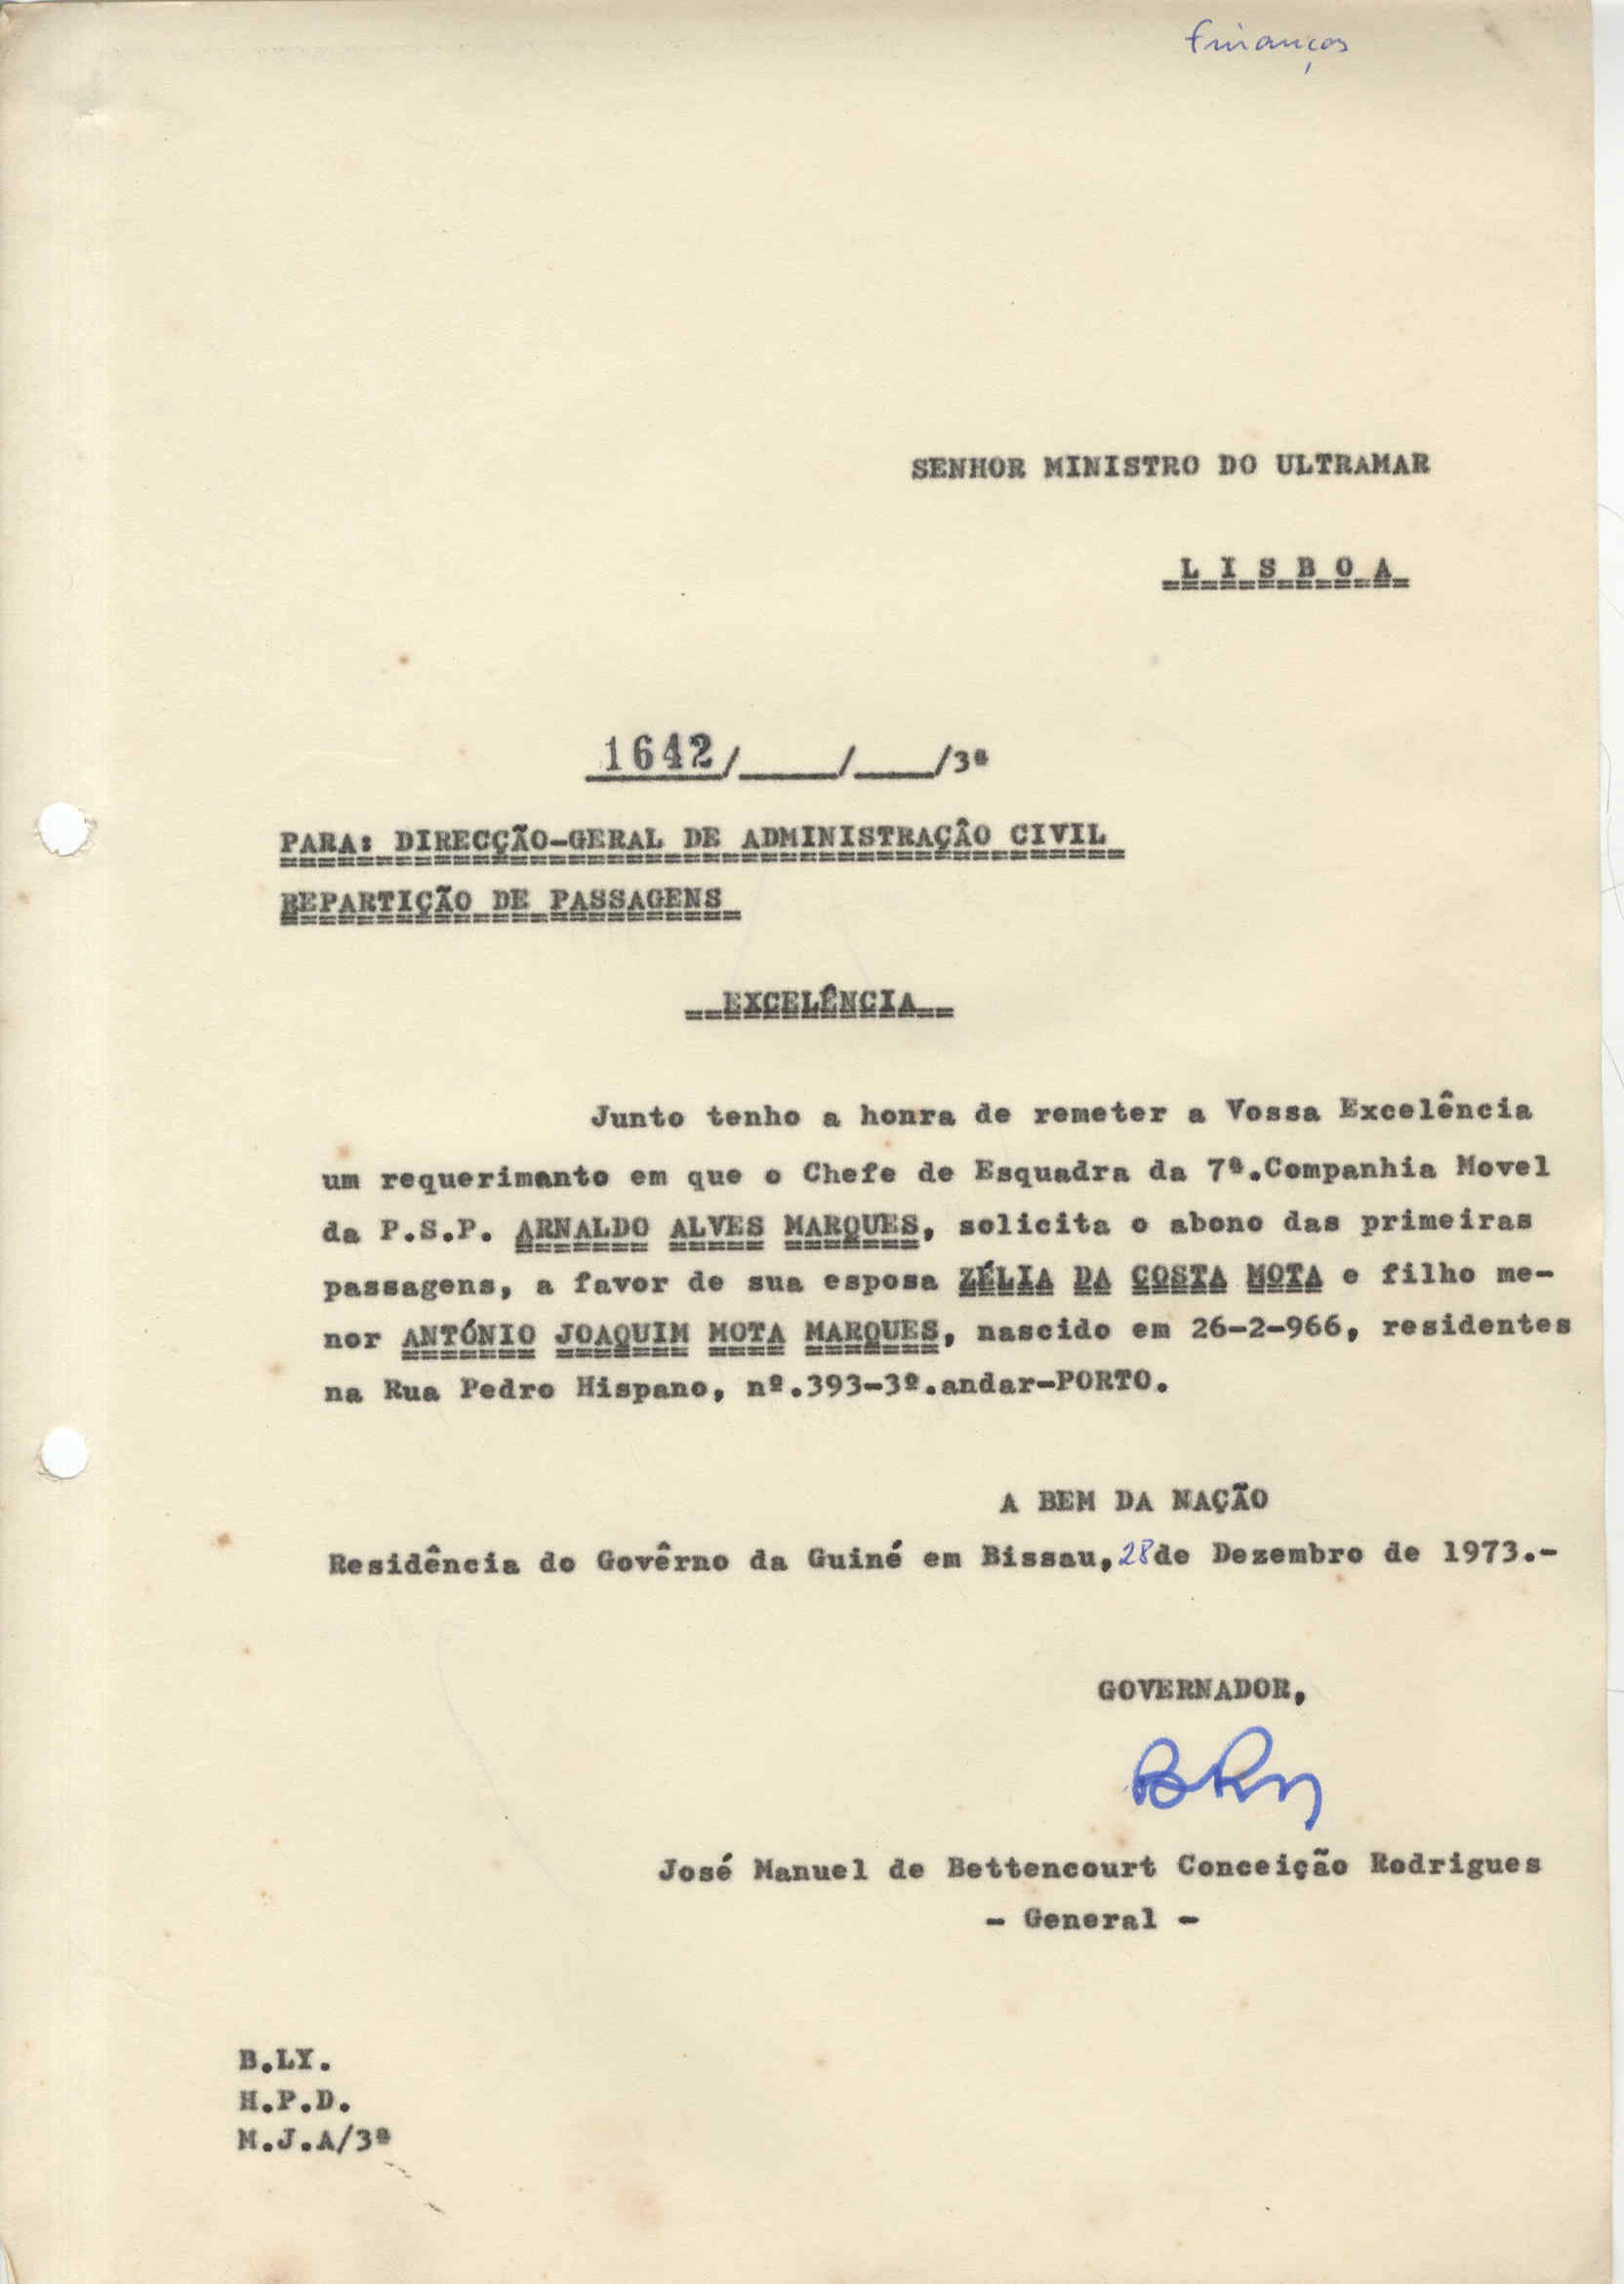 Finanças
SENHOR MINISTRO DO ULTRAMAR
L I S B O A
1642/____/____/3ª
PARA: DIRECÇÃO-GERAL DE ADMINISTRAÇÃO CIVIL
REPARTIÇÃO DE PASSAGENS
EXCELÊNCIA
Junto tenho a honra de remeter a Vossa Excelência
um requerimento em que o Chefe de Esquadra da 7ª.Companhia Movel
da P.S.P. ARNALDO ALVES MARQUES, solicita o abono das primeiras
passagens, a favor de sua esposa ZÉLIA DA COSTA MOTA e filho me-
nor ANTÓNIO JOAQUIM MOTA MARQUES, nascido em 26-2-966, residentes
na Rua Pedro Hispano, nº.393-3º.andar-PORTO.
A BEM DA NAÇÃO
Residência do Govêrno da Guiné em Bissau, 28 de Dezembro de 1973.-
GOVERNADOR,
José Manuel de Bettencourt Conceição Rodrigues
- General -
B.LY.
H.P.D.
M.J.A/3ª